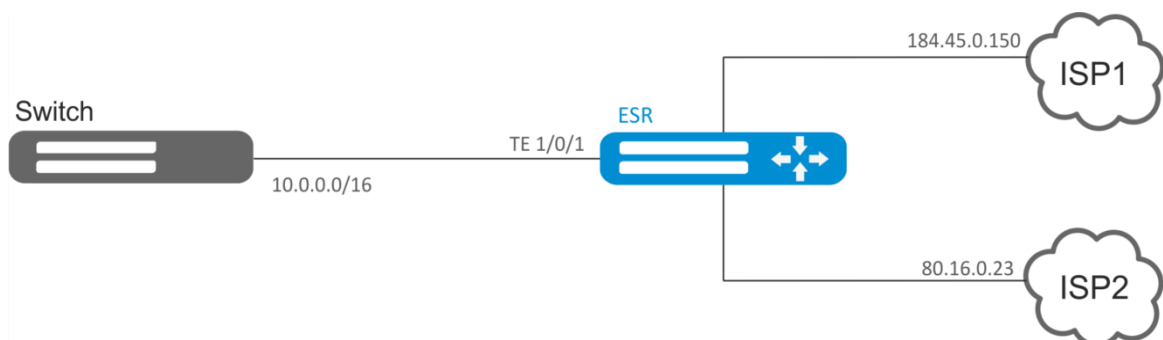 184.45.0.150
ISP1
Switch
ESR
TE 1/0/1
10.0.0.0/16
80.16.0.23
ISP2